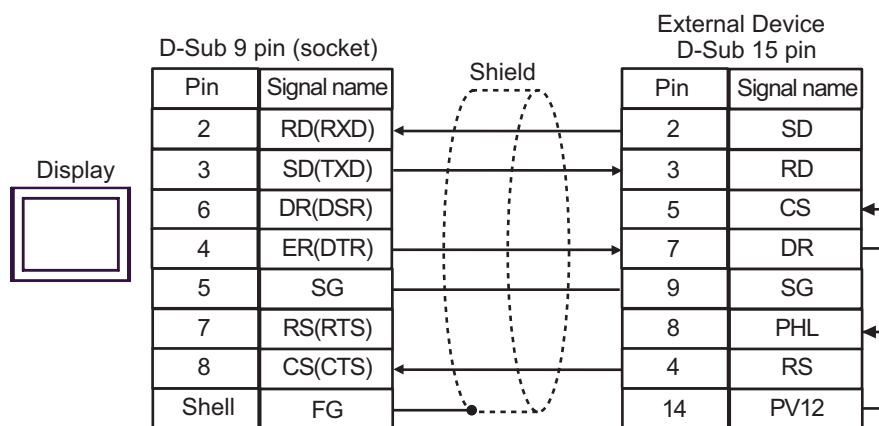 External Device
D-Sub 9 pin (socket)
D-Sub 15 pin
Shield
Pin Signal name Pin Signal name
2 RD(RXD) 2 SD
Display
3 SD(TXD) 3 RD
6 DR(DSR) 5 CS
4 ER(DTR) 7 DR
5 SG 9 SG
7 RS(RTS) 8 PHL
8 CS(CTS) 4 RS
Shell FG 14 PV12